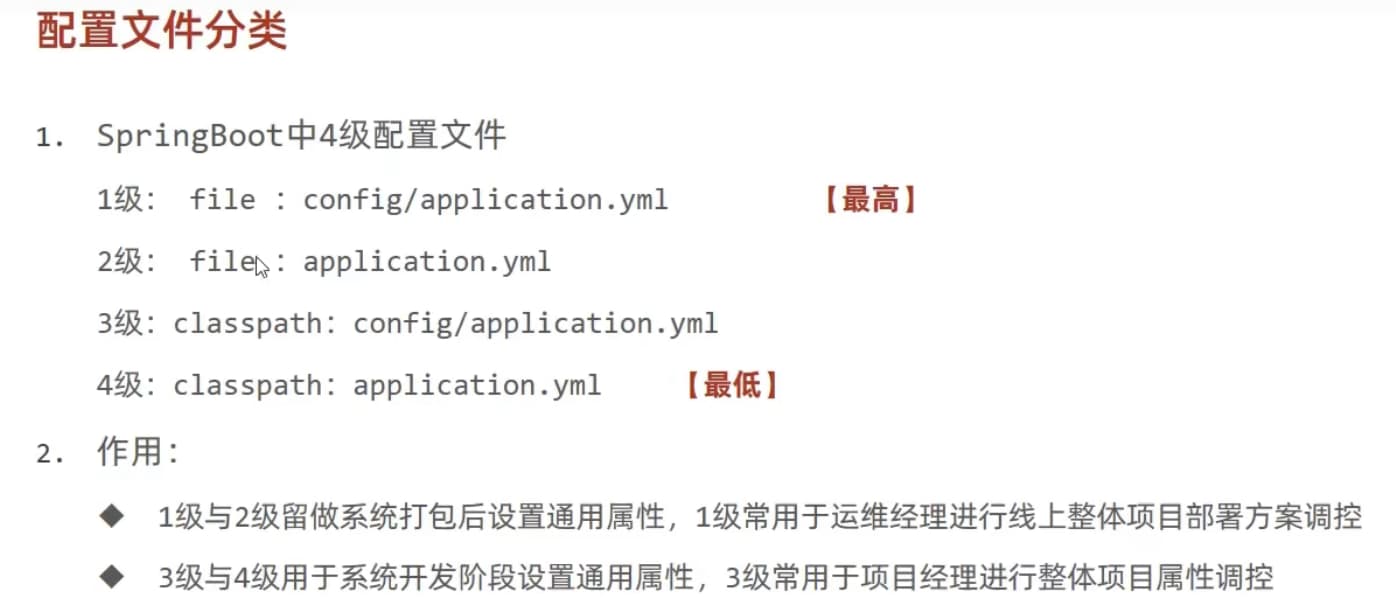 配置文件分类
1. SpringBoot中4级配置文件
1级： file ：config/application.yml 【最高】
2级： file ：application.yml
3级：classpath：config/application.yml
4级：classpath：application.yml 【最低】
2. 作用：
◆ 1级与2级留做系统打包后设置通用属性，1级常用于运维经理进行线上整体项目部署方案调控
◆ 3级与4级用于系统开发阶段设置通用属性，3级常用于项目经理进行整体项目属性调控